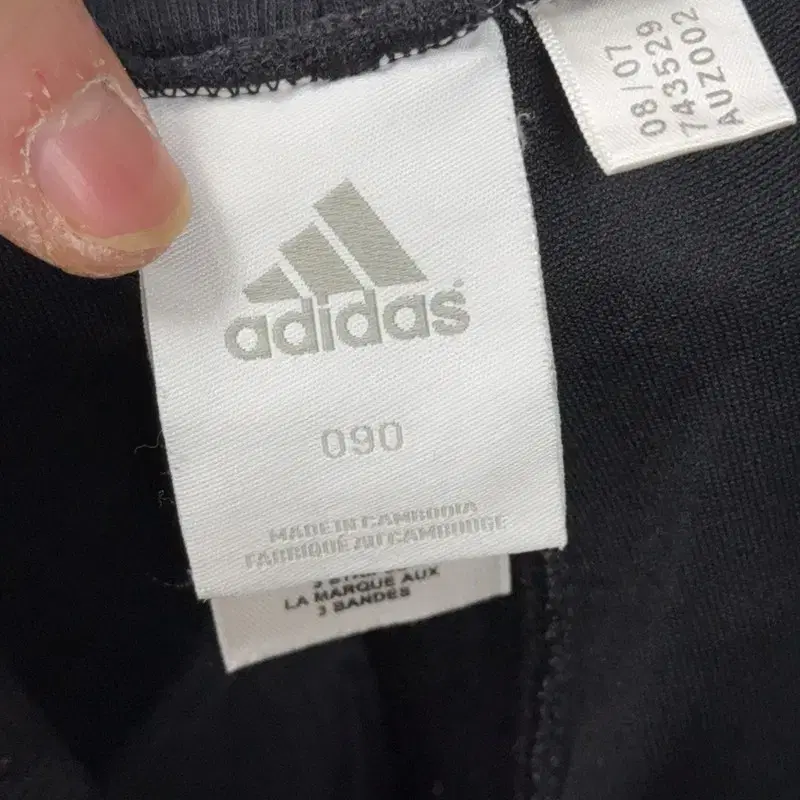 08/07
743529
AUZ002
adidas
090
MADE IN CAMBODIA
FABRIQUÉ AU CAMBODGE
LA MARQUE AUX
3 BANDES